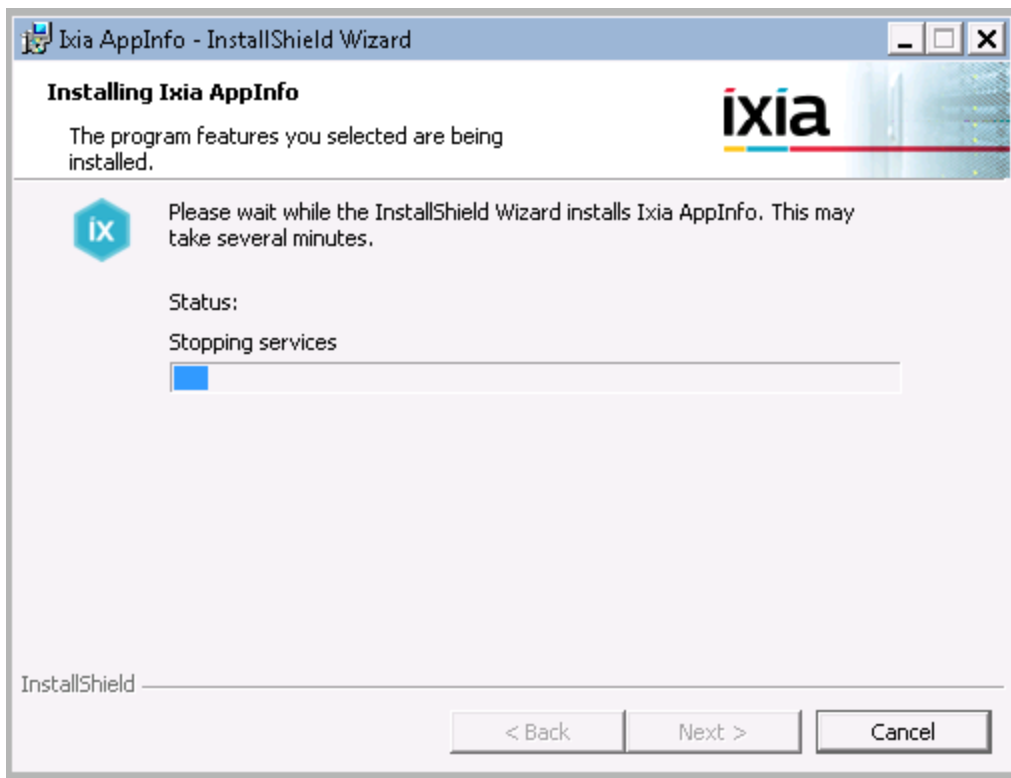 Ixia AppInfo - InstallShield Wizard
Installing Ixia AppInfo
The program features you selected are being
installed.
ixia
ix
Please wait while the InstallShield Wizard installs Ixia AppInfo. This may
take several minutes.
Status:
Stopping services
InstallShield
< Back
Next >
Cancel